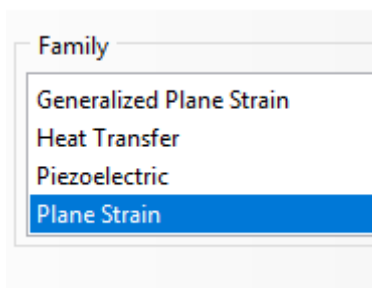 Family
Generalized Plane Strain
Heat Transfer
Piezoelectric
Plane Strain